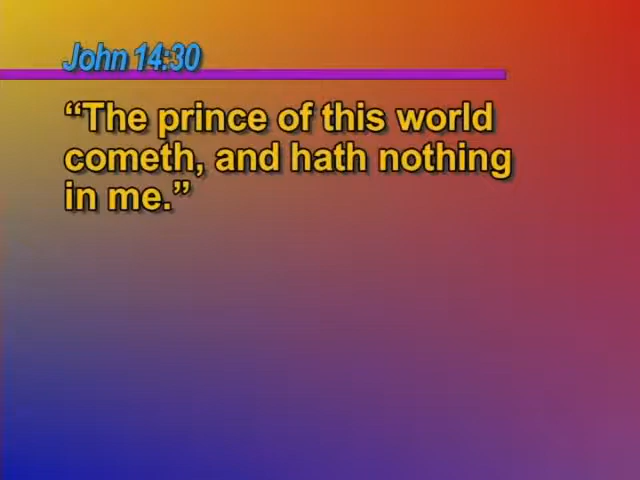 John 14:30
“The prince of this world
cometh, and hath nothing
in me.”